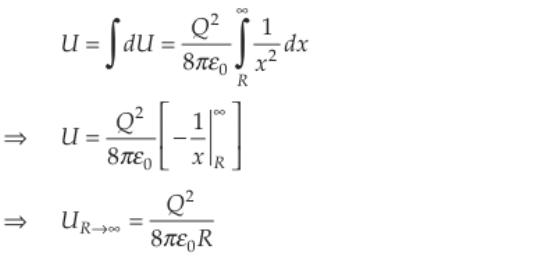 U = ∫ dU = Q²/8πε₀ ∫_R^∞ 1/x² dx
⇒ U = Q²/8πε₀ [ −1/x |_R^∞ ]
⇒ U_{R→∞} = Q²/8πε₀R